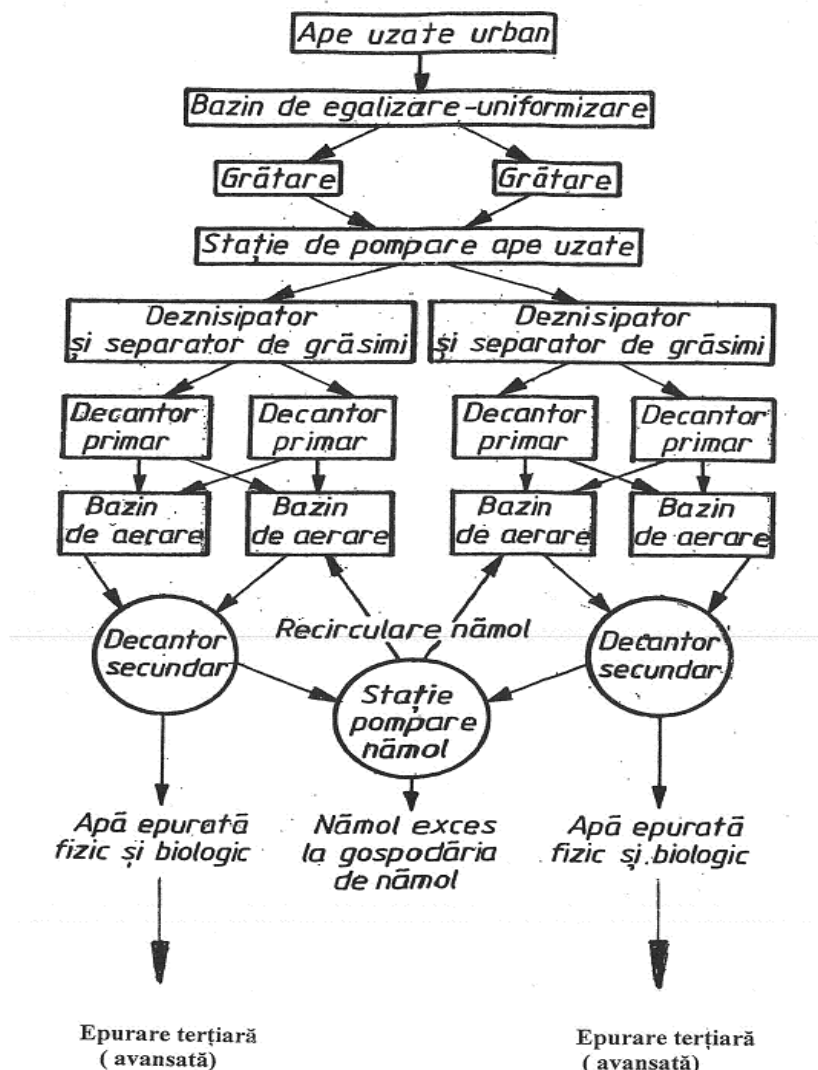 Ape uzate urban
Bazin de egalizare-uniformizare
Grătare
Grătare
Stație de pompare ape uzate
Deznisipator
și separator de grăsimi
Deznisipator
și separator de grăsimi
Decantor
primar
Decantor
primar
Decantor
primar
Decantor
primar
Bazin
de aerare
Bazin
de aerare
Bazin
de aerare
Bazin
de aerare
Recirculare nămol
Decantor
secundar
Decantor
secundar
Stație
pompare
nămol
Apă epurată
fizic și biologic
Nămol exces
la gospodăria
de nămol
Apă epurată
fizic și biologic
Epurare terțiară
( avansată)
Epurare terțiară
( avansată)